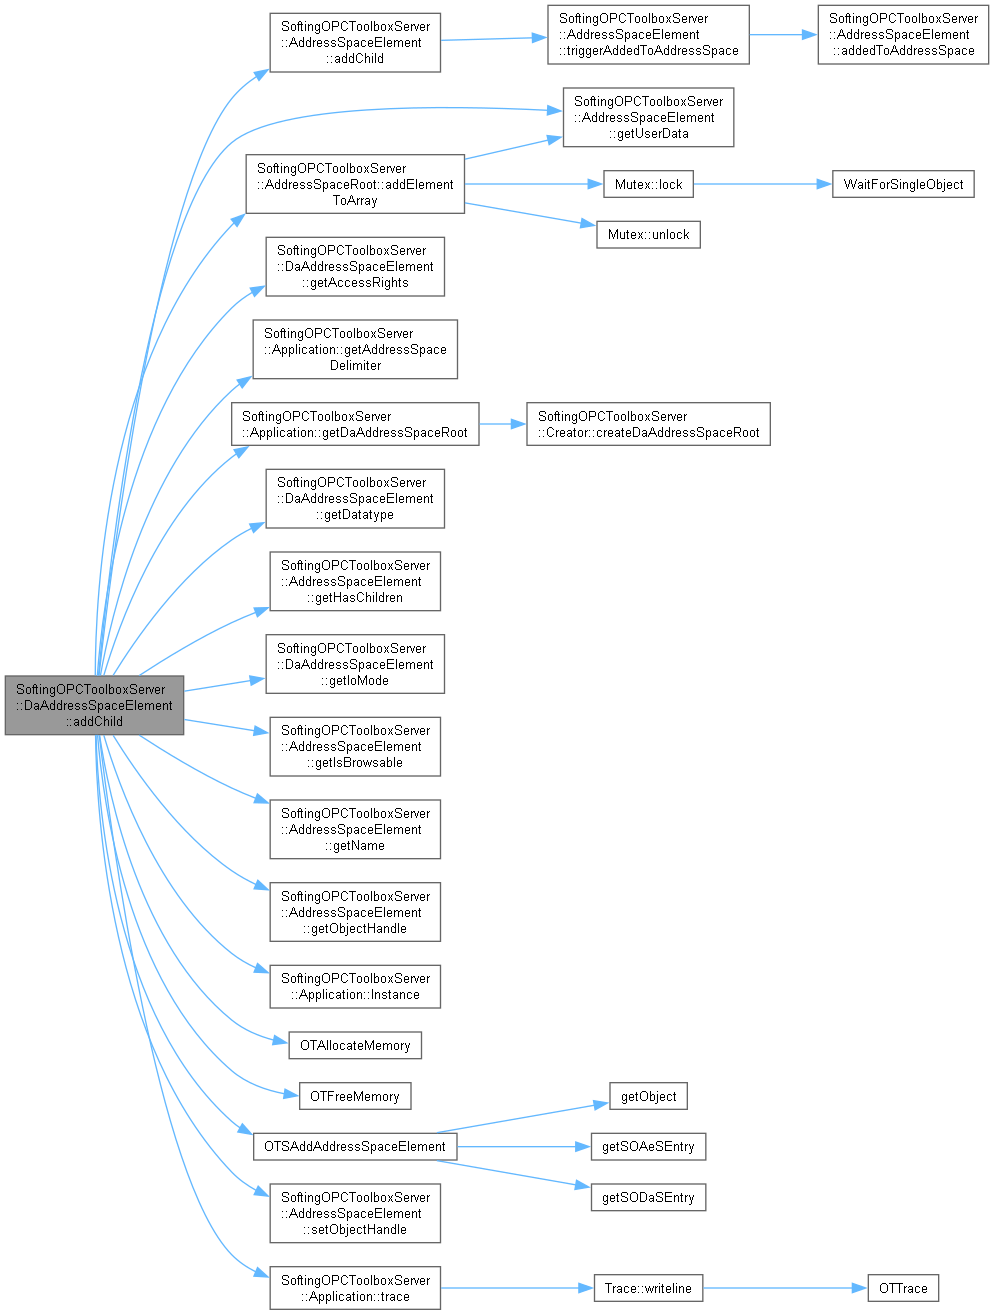 SoftingOPCToolboxServer
::AddressSpaceElement
::addChild
SoftingOPCToolboxServer
::AddressSpaceElement
::triggerAddedToAddressSpace
SoftingOPCToolboxServer
::AddressSpaceElement
::addedToAddressSpace
SoftingOPCToolboxServer
::AddressSpaceElement
::getUserData
SoftingOPCToolboxServer
::AddressSpaceRoot::addElement
ToArray
Mutex::lock
WaitForSingleObject
Mutex::unlock
SoftingOPCToolboxServer
::DaAddressSpaceElement
::getAccessRights
SoftingOPCToolboxServer
::Application::getAddressSpace
Delimiter
SoftingOPCToolboxServer
::Application::getDaAddressSpaceRoot
SoftingOPCToolboxServer
::Creator::createDaAddressSpaceRoot
SoftingOPCToolboxServer
::DaAddressSpaceElement
::getDatatype
SoftingOPCToolboxServer
::AddressSpaceElement
::getHasChildren
SoftingOPCToolboxServer
::DaAddressSpaceElement
::getIoMode
SoftingOPCToolboxServer
::DaAddressSpaceElement
::addChild
SoftingOPCToolboxServer
::AddressSpaceElement
::getIsBrowsable
SoftingOPCToolboxServer
::AddressSpaceElement
::getName
SoftingOPCToolboxServer
::AddressSpaceElement
::getObjectHandle
SoftingOPCToolboxServer
::Application::Instance
OTAllocateMemory
OTFreeMemory
getObject
OTSAddAddressSpaceElement
getSOAeSEntry
getSODaSEntry
SoftingOPCToolboxServer
::AddressSpaceElement
::setObjectHandle
SoftingOPCToolboxServer
::Application::trace
Trace::writeline
OTTrace